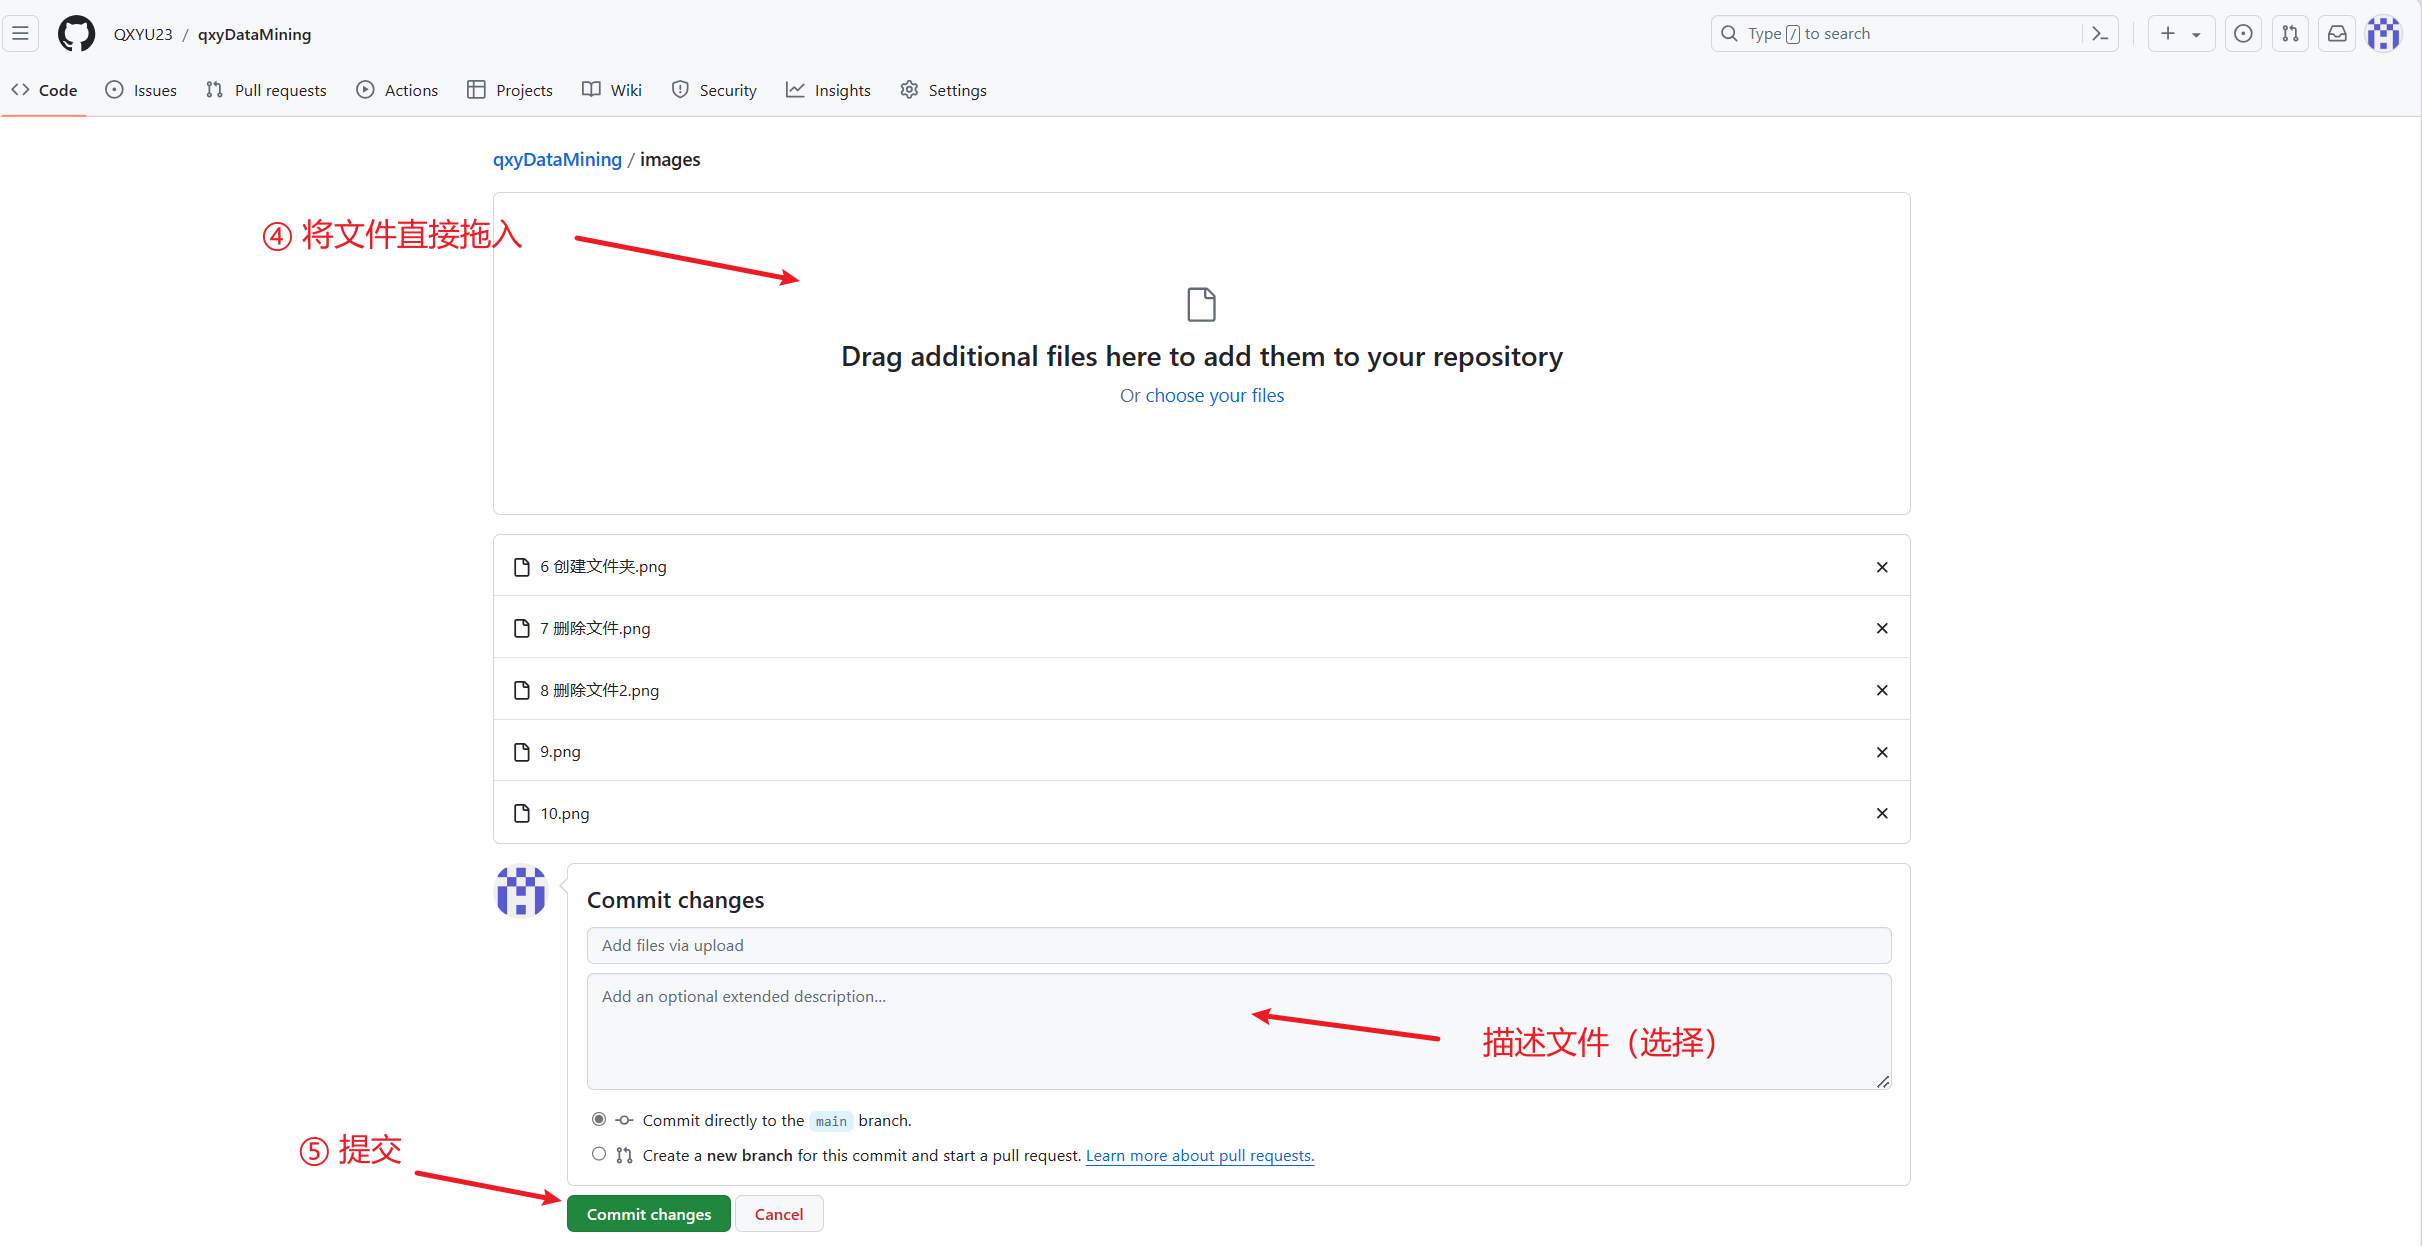 QXYU23 / qxyDataMining
Type / to search
Code Issues Pull requests Actions Projects Wiki Security Insights Settings
qxyDataMining / images
④ 将文件直接拖入
Drag additional files here to add them to your repository
Or choose your files
6 创建文件夹.png
7 删除文件.png
8 删除文件2.png
9.png
10.png
Commit changes
Add files via upload
Add an optional extended description...
描述文件（选择）
Commit directly to the main branch.
⑤ 提交
Create a new branch for this commit and start a pull request. Learn more about pull requests.
Commit changes Cancel